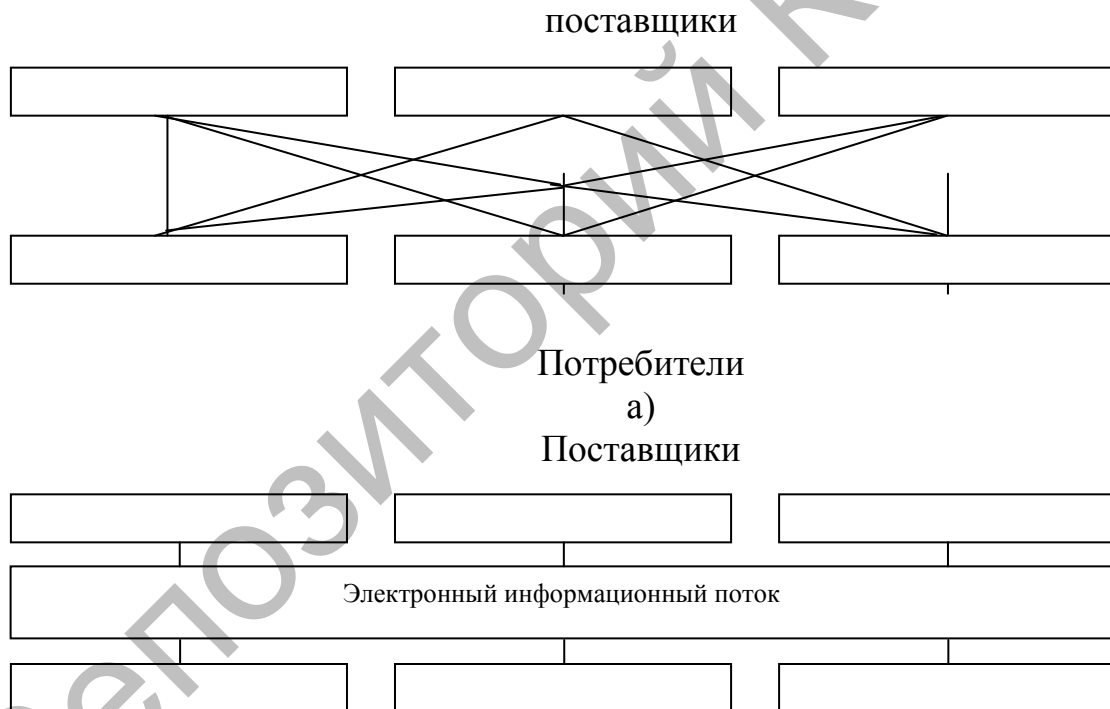 поставщики
Потребители
а)
Поставщики
Электронный информационный поток